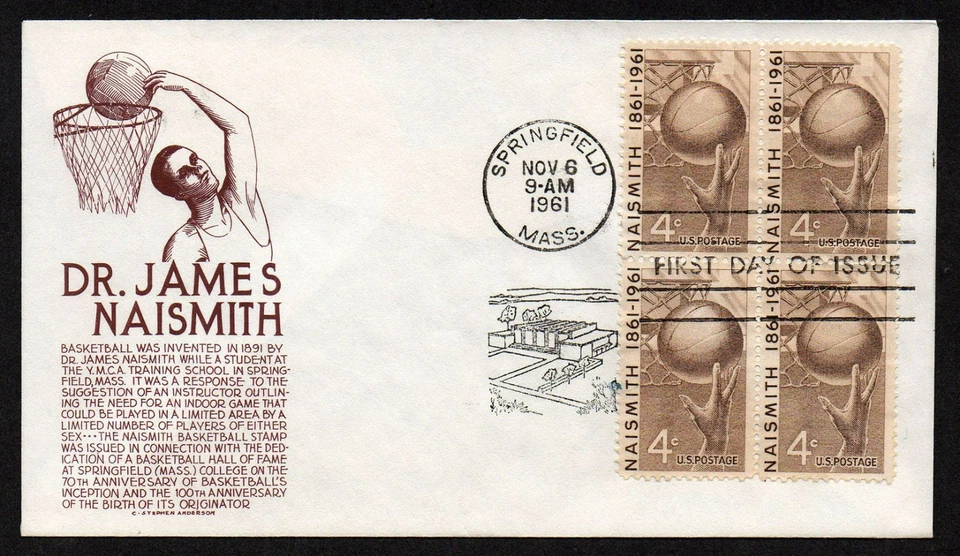 DR. JAMES
NAISMITH
BASKETBALL WAS INVENTED IN 1891 BY
DR. JAMES NAISMITH WHILE A STUDENT AT
THE Y.M.C.A. TRAINING SCHOOL IN SPRING-
FIELD, MASS. IT WAS A RESPONSE TO THE
SUGGESTION OF AN INSTRUCTOR OUTLIN-
ING THE NEED FOR AN INDOOR GAME THAT
COULD BE PLAYED IN A LIMITED AREA BY A
LIMITED NUMBER OF PLAYERS OF EITHER
SEX··· THE NAISMITH BASKETBALL STAMP
WAS ISSUED IN CONNECTION WITH THE DED-
ICATION OF A BASKETBALL HALL OF FAME
AT SPRINGFIELD (MASS.) COLLEGE ON THE
70TH ANNIVERSARY OF BASKETBALL'S
INCEPTION AND THE 100TH ANNIVERSARY
OF THE BIRTH OF ITS ORIGINATOR
C· STEPHEN ANDERSON
SPRINGFIELD
NOV 6
9-AM
1961
MASS.
NAISMITH 1861-1961
4c
U.S.POSTAGE
NAISMITH 1861-1961
4c
U.S.POSTAGE
FIRST DAY OF ISSUE
NAISMITH 1861-1961
4c
U.S.POSTAGE
NAISMITH 1861-1961
4c
U.S.POSTAGE